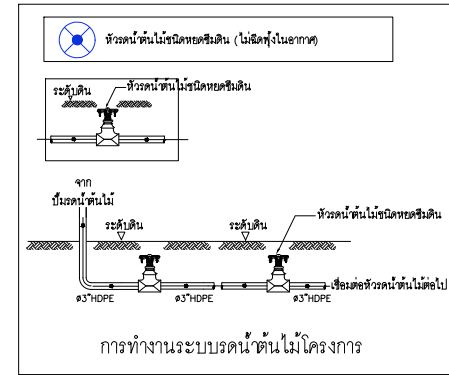 หัวรดน้ำต้นไม้ชนิดหยดซึมดิน (ไม่ฉีดพุ้งในอากาศ)
หัวรดน้ำต้นไม้ชนิดหยดซึมดิน
ระดับดิน
จาก
ปั๊มรดน้ำต้นไม้
หัวรดน้ำต้นไม้ชนิดหยดซึมดิน
ระดับดิน
ระดับดิน
เชื่อมต่อหัวรดน้ำต้นไม้ต่อไป
ø3"HDPE
ø3"HDPE
ø3"HDPE
การทำงานระบบรดน้ำต้นไม้โครงการ